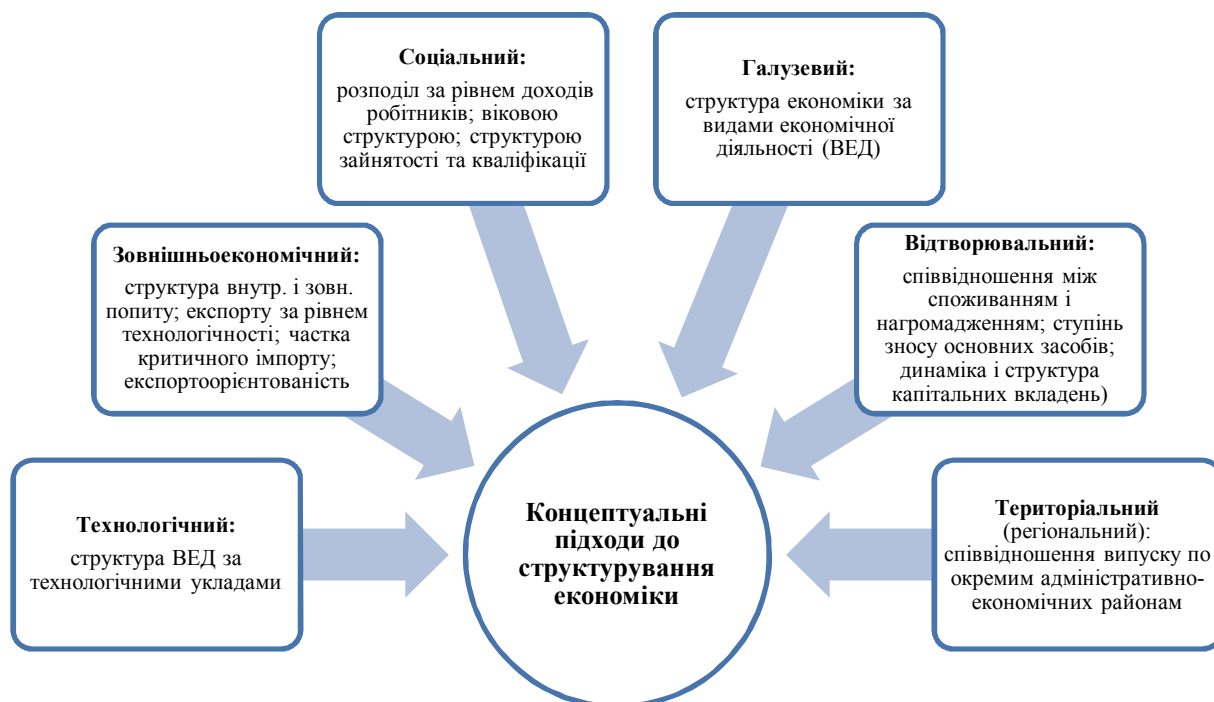 Соціальний:
розподіл за рівнем доходів
робітників; віковою
структурою; структурою
зайнятості та кваліфікації
Галузевий:
структура економіки за
видами економічної
діяльності (ВЕД)
Зовнішньоекономічний:
структура внутр. і зовн.
попиту; експорту за рівнем
технологічності; частка
критичного імпорту;
експортоорієнтованість
Відтворювальний:
співвідношення між
споживанням і
нагромадженням; ступінь
зносу основних засобів;
динаміка і структура
капітальних вкладень)
Технологічний:
структура ВЕД за
технологічними укладами
Концептуальні
підходи до
структурування
економіки
Територіальний
(регіональний):
співвідношення випуску по
окремим адміністративно-
економічних районам